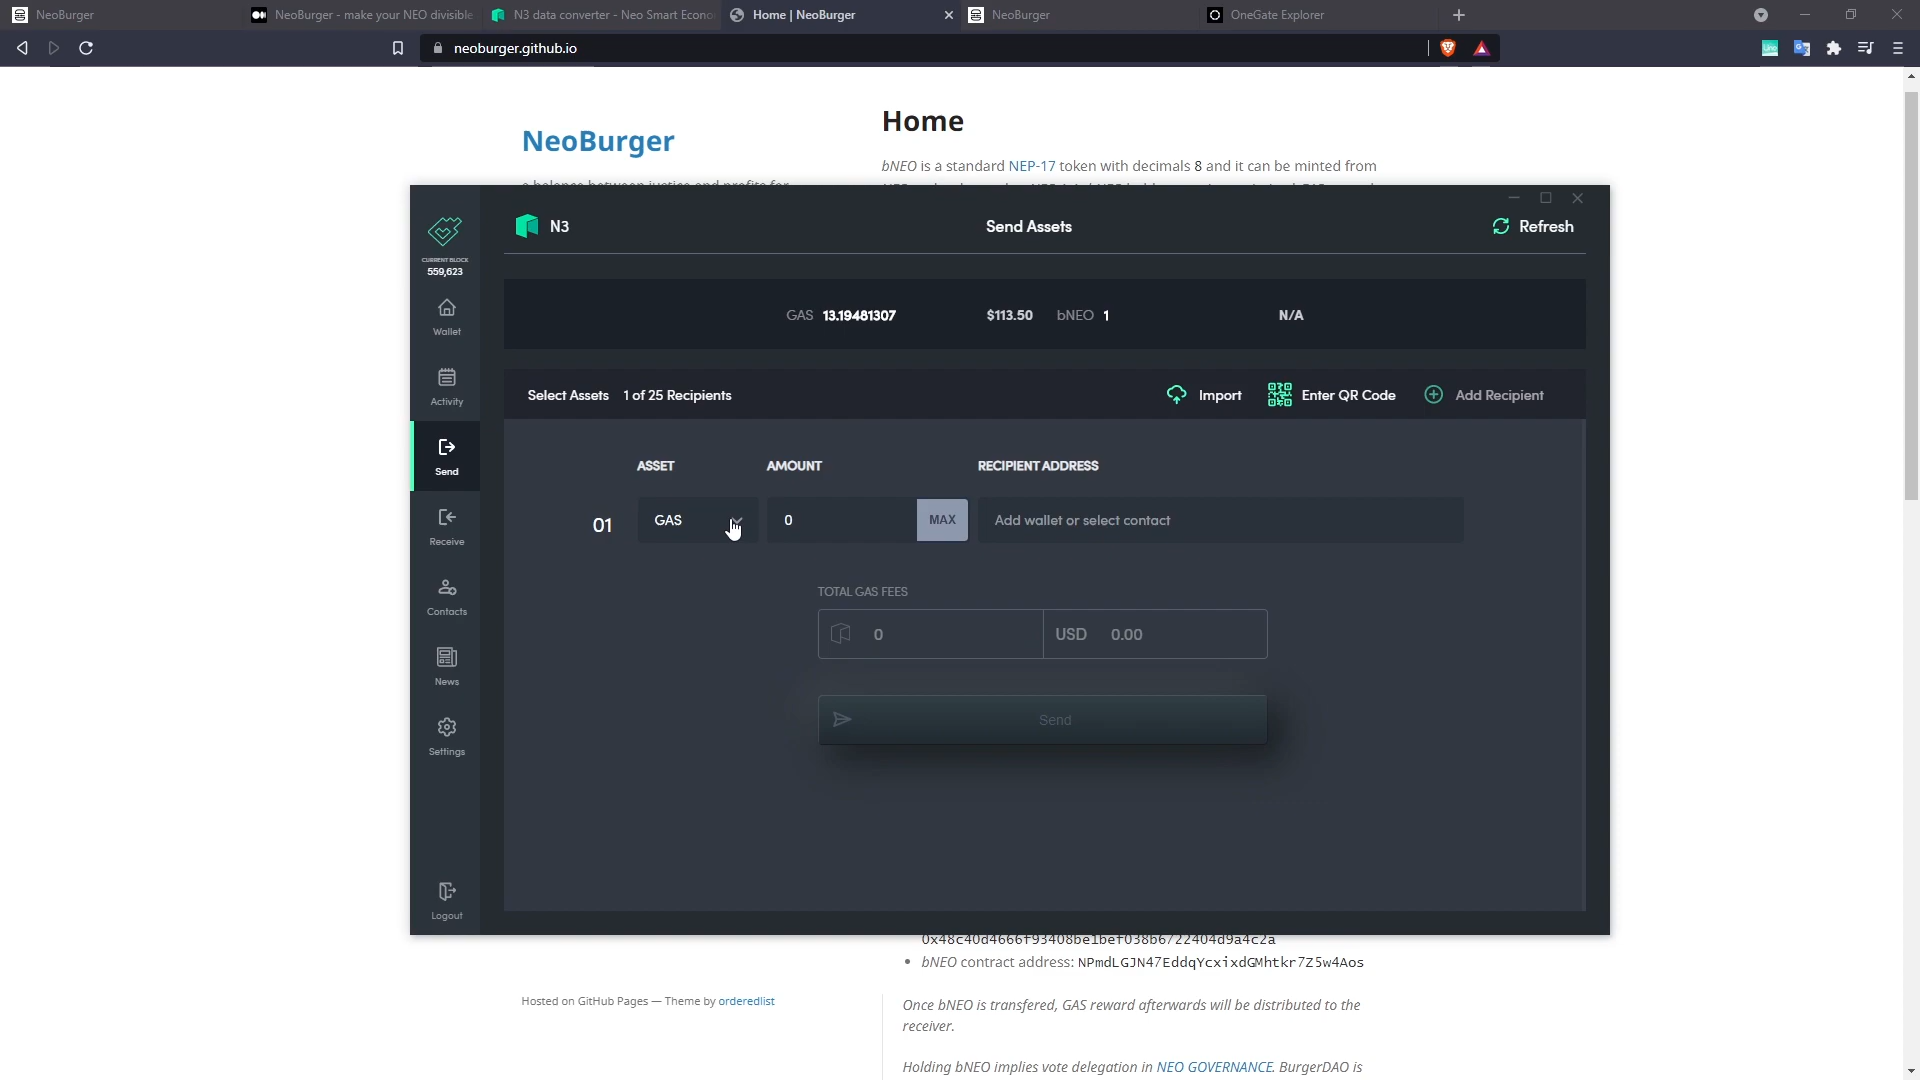 NeoBurger
NeoBurger - make your NEO divisible
N3 data converter - Neo Smart Econo
Home | NeoBurger
NeoBurger
OneGate Explorer
neoburger.github.io
Home
NeoBurger
bNEO is a standard NEP-17 token with decimals 8 and it can be minted from
N3
Send Assets
Refresh
CURRENT BLOCK
559,623
GAS 13.19481307 $113.50 bNEO 1 N/A
Wallet
Activity
Send
Receive
Contacts
News
Settings
Logout
Select Assets 1 of 25 Recipients
Import
Enter QR Code
Add Recipient
ASSET AMOUNT RECIPIENT ADDRESS
01 GAS 0 MAX Add wallet or select contact
TOTAL GAS FEES
0 USD 0.00
Send
0x48c40d4666f93408be1bef038b6722404d9a4c2a
• bNEO contract address: NPmdLGJN47EddqYcxixdGMhtkr7Z5w4Aos
Hosted on GitHub Pages — Theme by orderedlist
Once bNEO is transfered, GAS reward afterwards will be distributed to the
receiver.
Holding bNEO implies vote delegation in NEO GOVERNANCE. BurgerDAO is